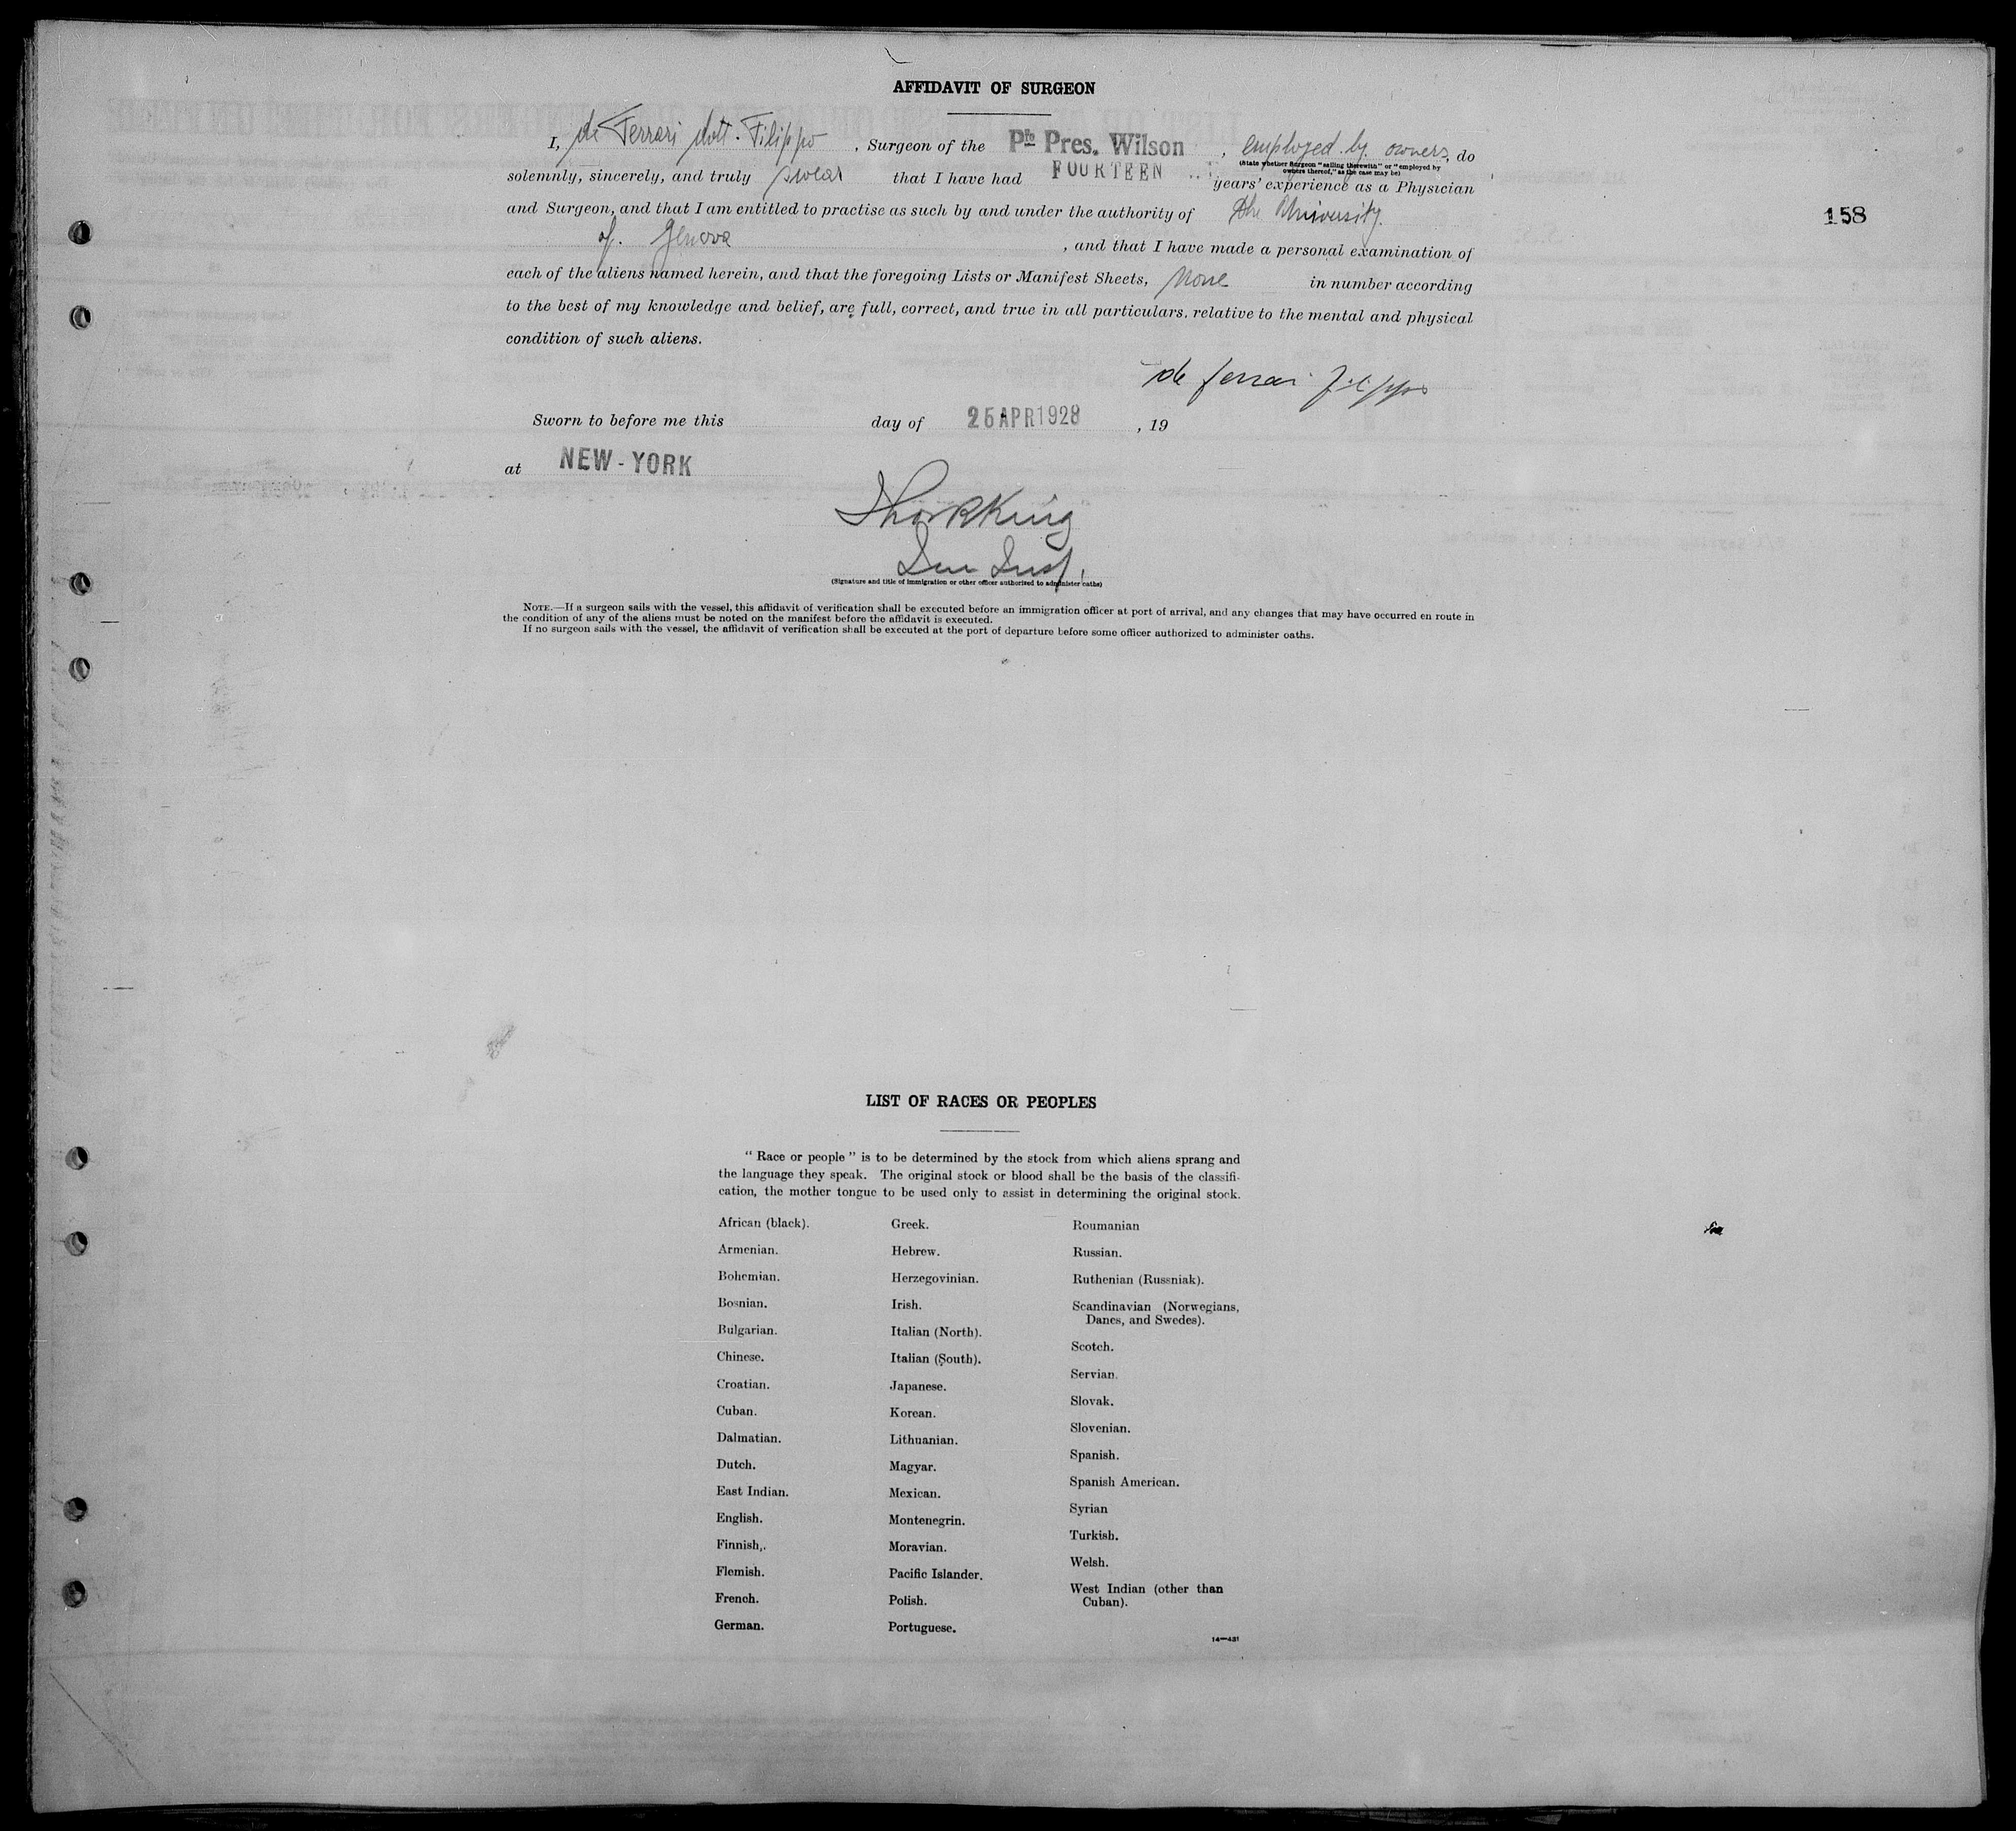 AFFIDAVIT OF SURGEON
I, de Ferrari dott. Filippo, Surgeon of the Pfo Pres. Wilson, employed by owners, do
(State whether surgeon "sailing therewith" or "employed by
owners thereof," as the case may be)
solemnly, sincerely, and truly swear that I have had FOURTEEN years' experience as a Physician
and Surgeon, and that I am entitled to practise as such by and under the authority of the University
158
of Genova, and that I have made a personal examination of
each of the aliens named herein, and that the foregoing Lists or Manifest Sheets, None in number according
to the best of my knowledge and belief, are full, correct, and true in all particulars, relative to the mental and physical
condition of such aliens.
de Ferrari Filippo
Sworn to before me this day of 25 APR 1928, 19
at NEW-YORK
King
(Signature and title of immigration or other officer authorized to administer oaths)
NOTE.—If a surgeon sails with the vessel, this affidavit of verification shall be executed before an immigration officer at port of arrival, and any changes that may have occurred en route in
the condition of any of the aliens must be noted on the manifest before the affidavit is executed.
If no surgeon sails with the vessel, the affidavit of verification shall be executed at the port of departure before some officer authorized to administer oaths.
LIST OF RACES OR PEOPLES
"Race or people" is to be determined by the stock from which aliens sprang and
the language they speak. The original stock or blood shall be the basis of the classifi-
cation, the mother tongue to be used only to assist in determining the original stock.
African (black).
Armenian.
Bohemian.
Bosnian.
Bulgarian.
Chinese.
Croatian.
Cuban.
Dalmatian.
Dutch.
East Indian.
English.
Finnish.
Flemish.
French.
German.
Greek.
Hebrew.
Herzegovinian.
Irish.
Italian (North).
Italian (South).
Japanese.
Korean.
Lithuanian.
Magyar.
Mexican.
Montenegrin.
Moravian.
Pacific Islander.
Polish.
Portuguese.
Roumanian
Russian.
Ruthenian (Russniak).
Scandinavian (Norwegians,
Danes, and Swedes).
Scotch.
Servian.
Slovak.
Slovenian.
Spanish.
Spanish American.
Syrian
Turkish.
Welsh.
West Indian (other than
Cuban).
14—431